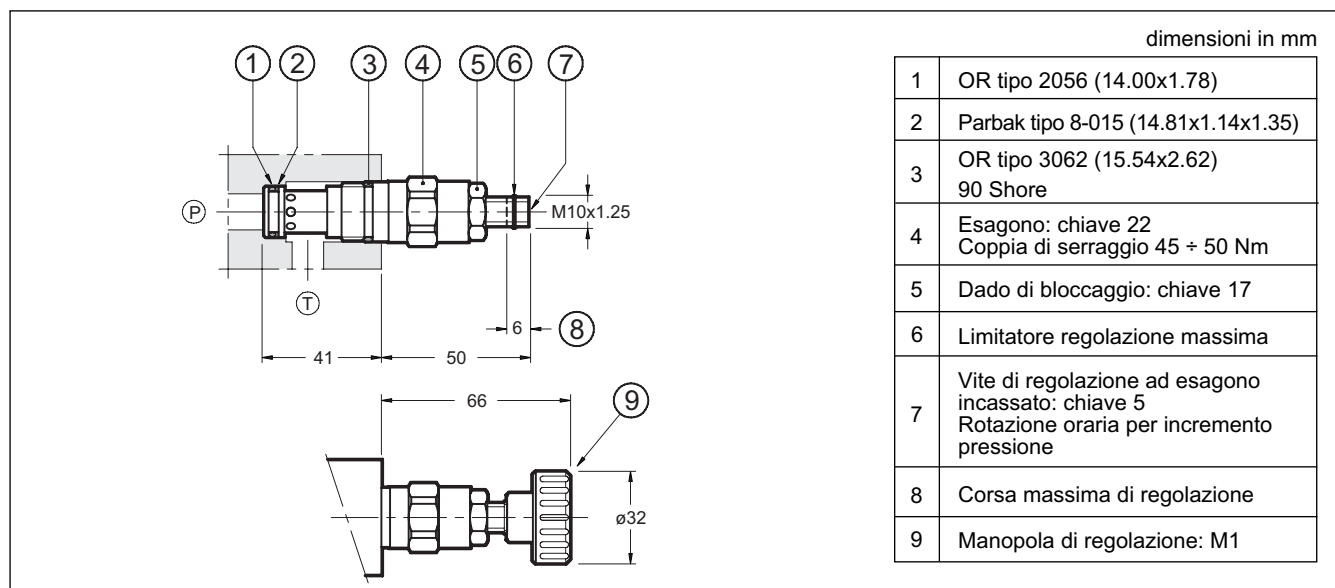 dimensioni in mm
1 2 3 4 5 6 7
P
M10x1.25
T
6 8
41 50
66 9
ø32
1 OR tipo 2056 (14.00x1.78)
2 Parbak tipo 8-015 (14.81x1.14x1.35)
3 OR tipo 3062 (15.54x2.62)
90 Shore
4 Esagono: chiave 22
Coppia di serraggio 45 ÷ 50 Nm
5 Dado di bloccaggio: chiave 17
6 Limitatore regolazione massima
7 Vite di regolazione ad esagono
incassato: chiave 5
Rotazione oraria per incremento
pressione
8 Corsa massima di regolazione
9 Manopola di regolazione: M1